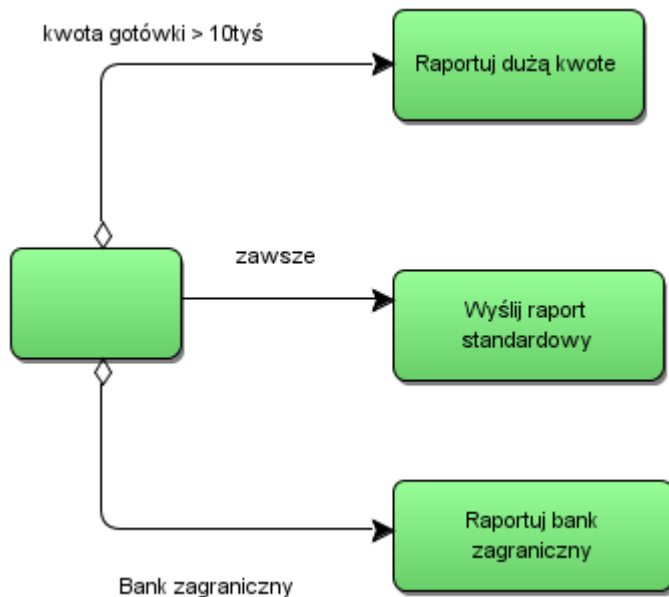 kwota gotówki > 10tyś
Raportuj dużą kwote
zawsze
Wyślij raport
standardowy
Raportuj bank
zagraniczny
Bank zagraniczny